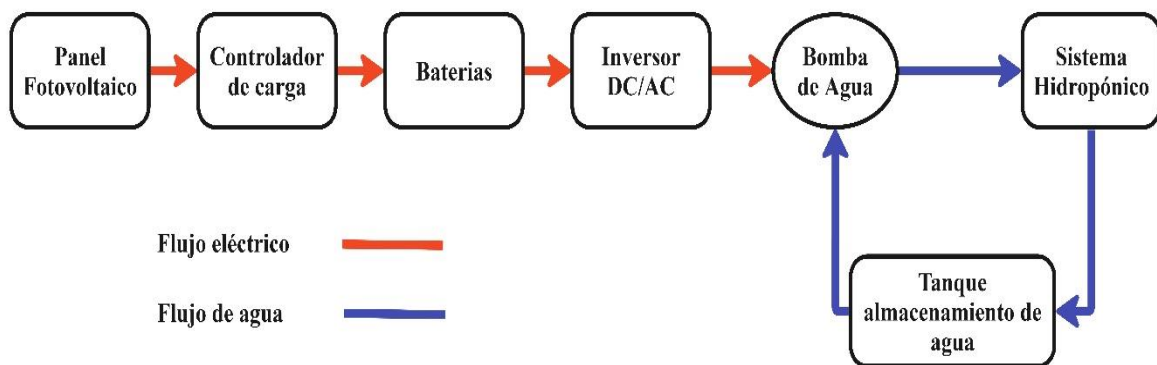 Panel
Fotovoltaico
Controlador
de carga
Baterias
Inversor
DC/AC
Bomba
de Agua
Sistema
Hidropónico
Flujo eléctrico
Flujo de agua
Tanque
almacenamiento de
agua